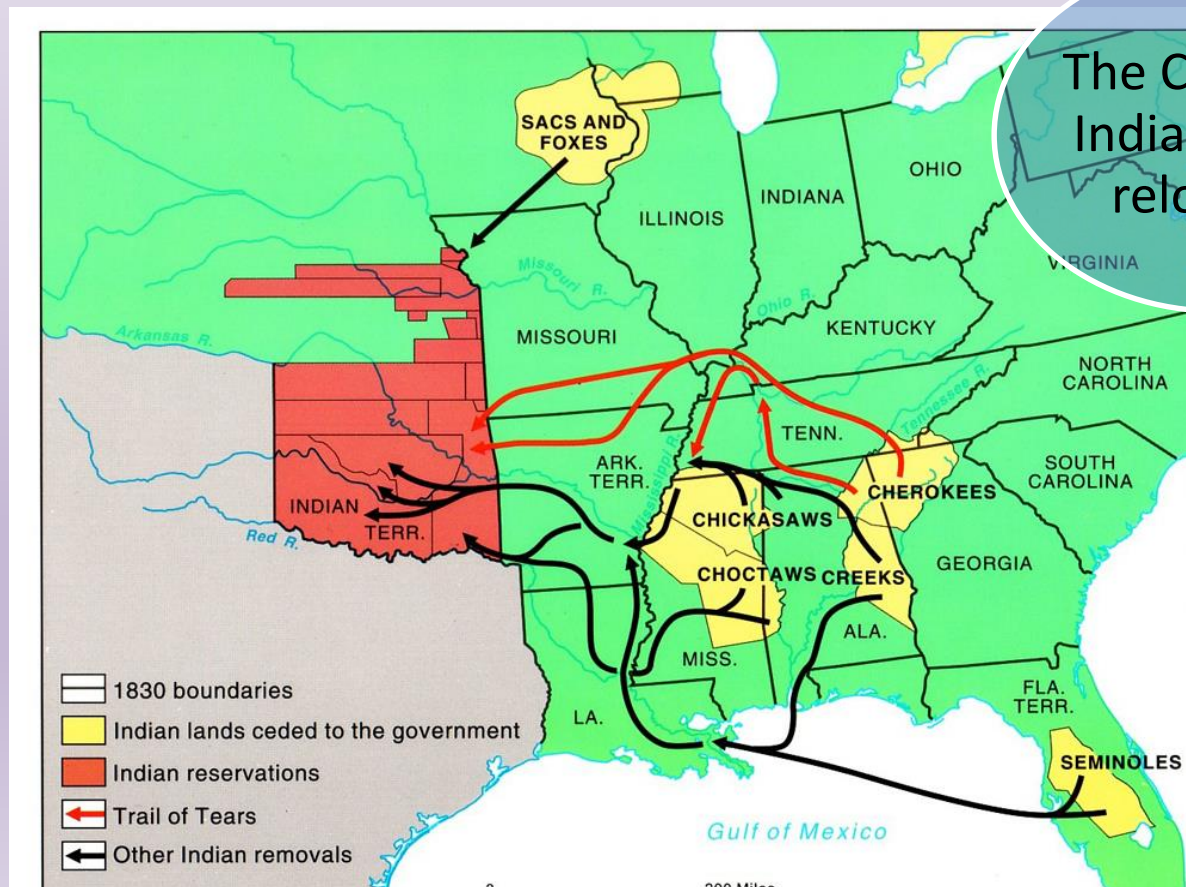 The
India
relo
SACS AND
FOXES
OHIO
INDIANA
ILLINOIS
VIRGINIA
Missouri R.
Ohio R.
Arkansas R.
MISSOURI
KENTUCKY
NORTH
CAROLINA
Tennessee R.
TENN.
ARK.
TERR.
Mississippi R.
SOUTH
CAROLINA
CHEROKEES
INDIAN
TERR.
CHICKASAWS
Red R.
GEORGIA
CHOCTAWS
CREEKS
ALA.
MISS.
1830 boundaries
FLA.
TERR.
LA.
Indian lands ceded to the government
SEMINOLES
Indian reservations
Trail of Tears
Gulf of Mexico
Other Indian removals